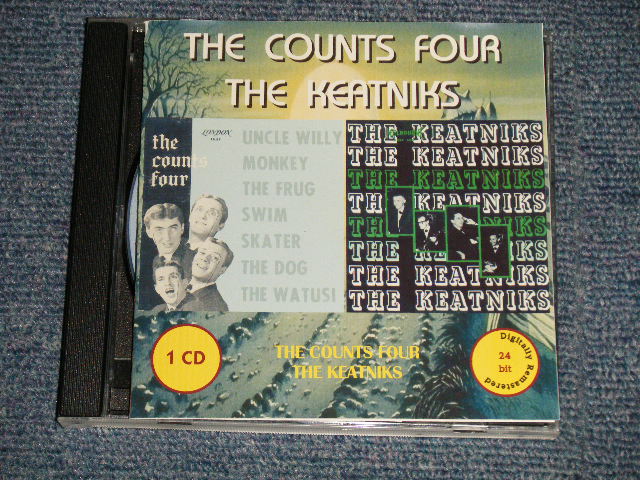 THE COUNTS FOUR
THE KEATNIKS
the
counts
four
LONDON
UNCLE WILLY
MONKEY
THE FRUG
SWIM
SKATER
THE DOG
THE WATUSI
THE KEATNIKS
THE KEATNIKS
THE KEATNIKS
THE KEATNIKS
THE KEATNIKS
THE KEATNIKS
THE KEATNIKS
THE KEATNIKS
1 CD
THE COUNTS FOUR
THE KEATNIKS
Digitally Remastered
24
bit